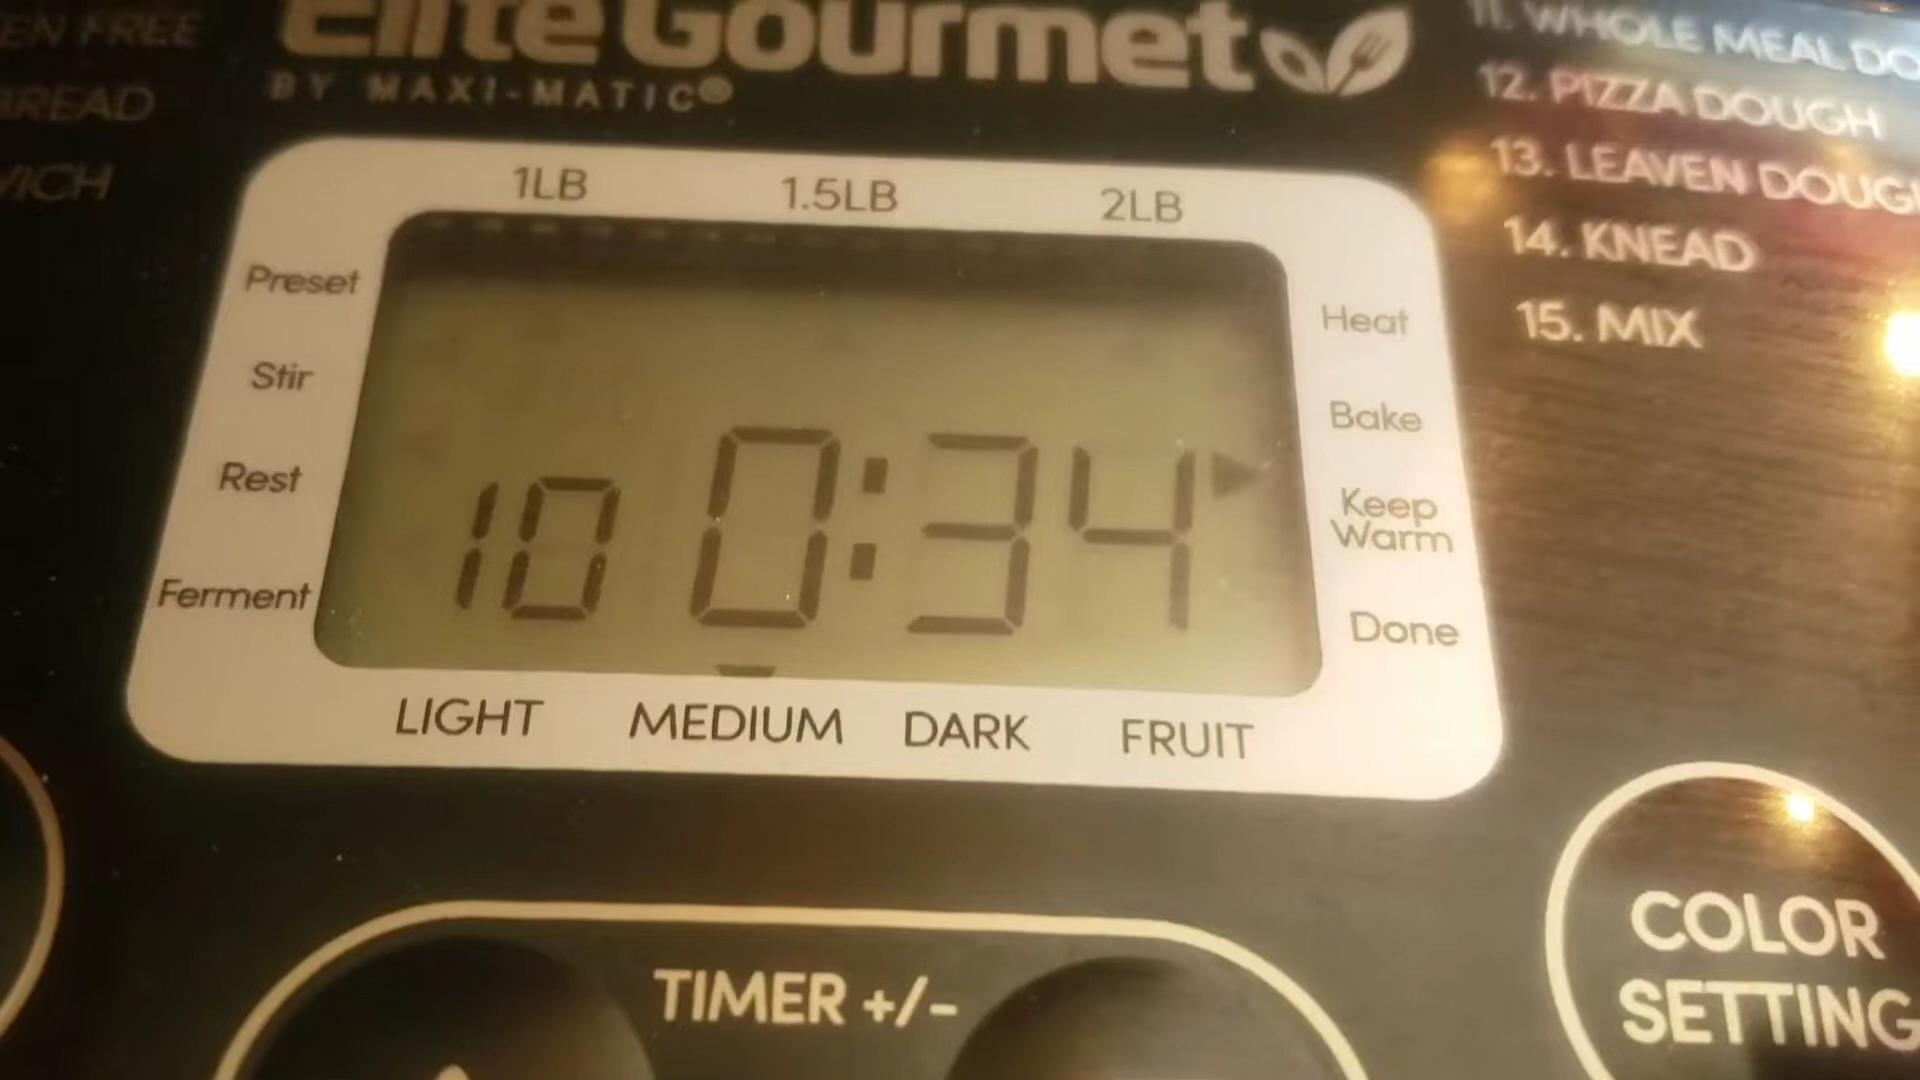 Elite Gourmet
BY MAXI-MATIC®
EN FREE
READ
1LB 1.5LB 2LB
Preset
Stir
Rest
Ferment
10 0:34
Heat
Bake
Keep
Warm
Done
LIGHT MEDIUM DARK FRUIT
11. WHOLE MEAL DO
12. PIZZA DOUGH
13. LEAVEN DOUGH
14. KNEAD
15. MIX
TIMER +/-
COLOR
SETTING